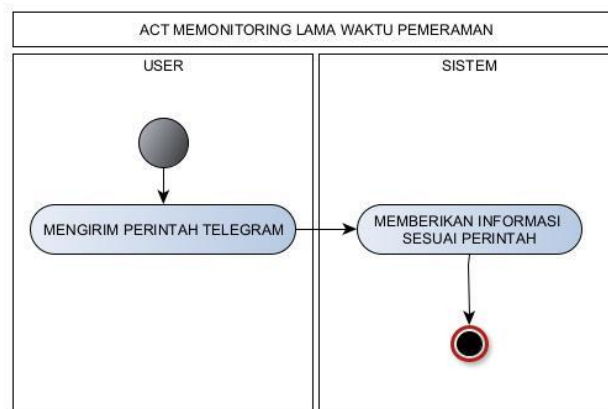 ACT MEMONITORING LAMA WAKTU PEMERAMAN
USER
SISTEM
MENGIRIM PERINTAH TELEGRAM
MEMBERIKAN INFORMASI
SESUAI PERINTAH